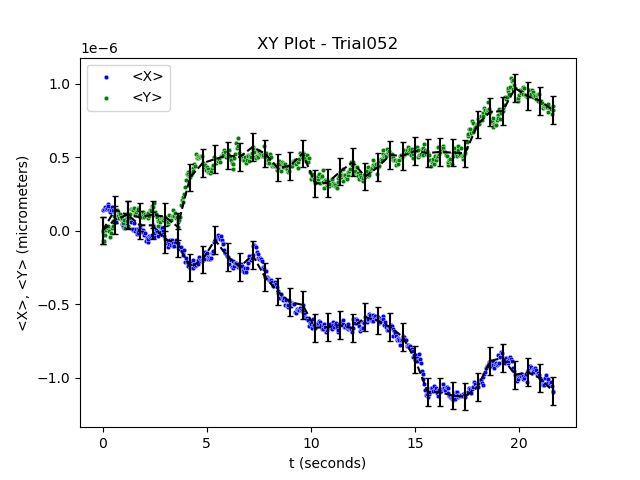 XY Plot - Trial052
1e−6
<X>
<Y>
1.0
0.5
0.0
−0.5
−1.0
<X>, <Y> (micrometers)
0 5 10 15 20
t (seconds)